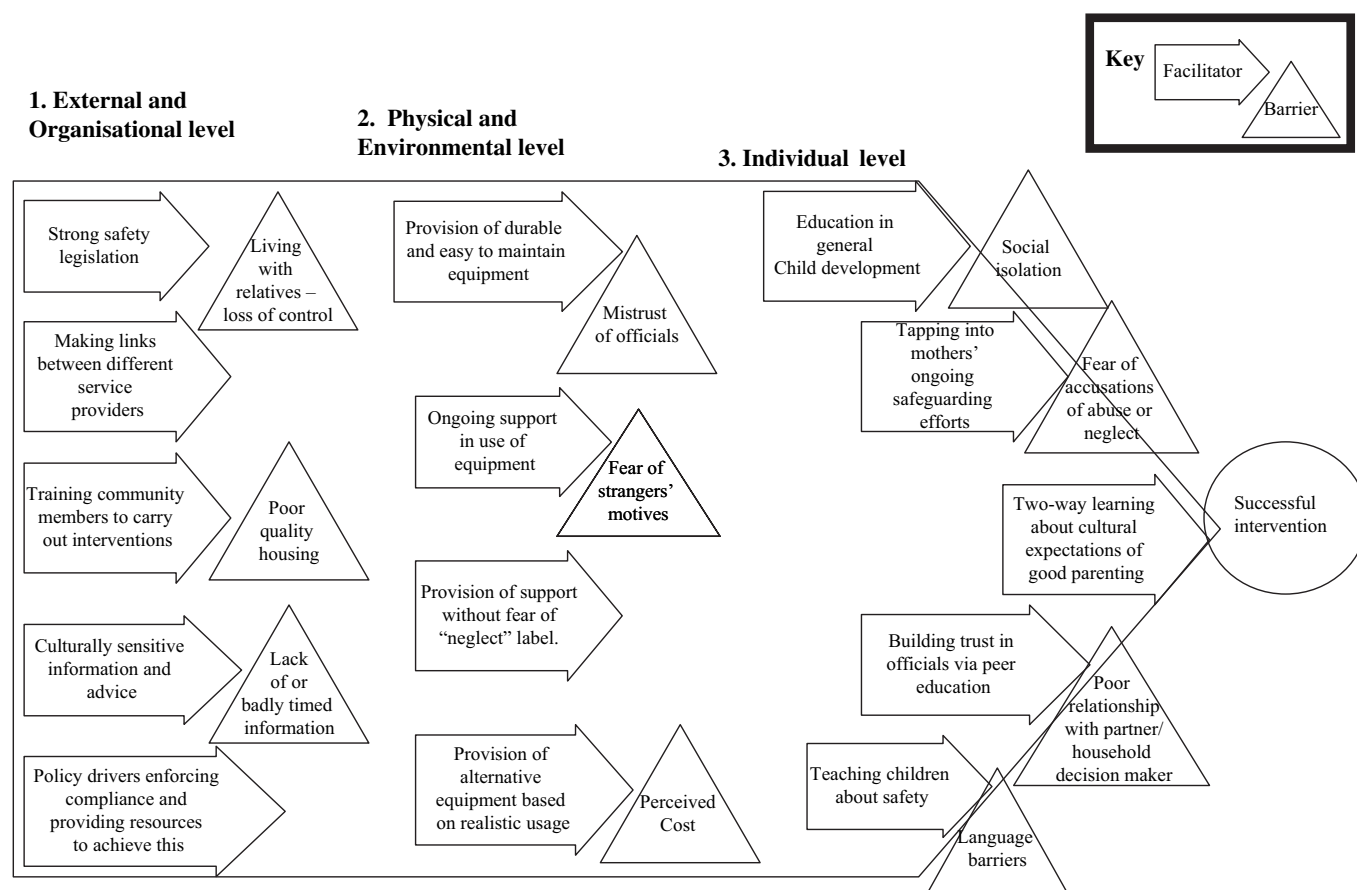 Key
Facilitator
Barrier
1. External and
Organisational level
2. Physical and
Environmental level
3. Individual level
Strong safety
legislation
Living
with
relatives –
loss of control
Making links
between different
service
providers
Training community
members to carry
out interventions
Poor
quality
housing
Culturally sensitive
information and
advice
Lack
of or
badly timed
information
Policy drivers enforcing
compliance and
providing resources
to achieve this
Provision of durable
and easy to maintain
equipment
Mistrust
of officials
Ongoing support
in use of
equipment
Fear of
strangers’
motives
Provision of support
without fear of
“neglect” label.
Provision of
alternative
equipment based
on realistic usage
Perceived
Cost
Education in
general
Child development
Social
isolation
Tapping into
mothers’
ongoing
safeguarding
efforts
Fear of
accusations
of abuse or
neglect
Two-way learning
about cultural
expectations of
good parenting
Building trust in
officials via peer
education
Poor
relationship
with partner/
household
decision maker
Teaching children
about safety
Language
barriers
Successful
intervention